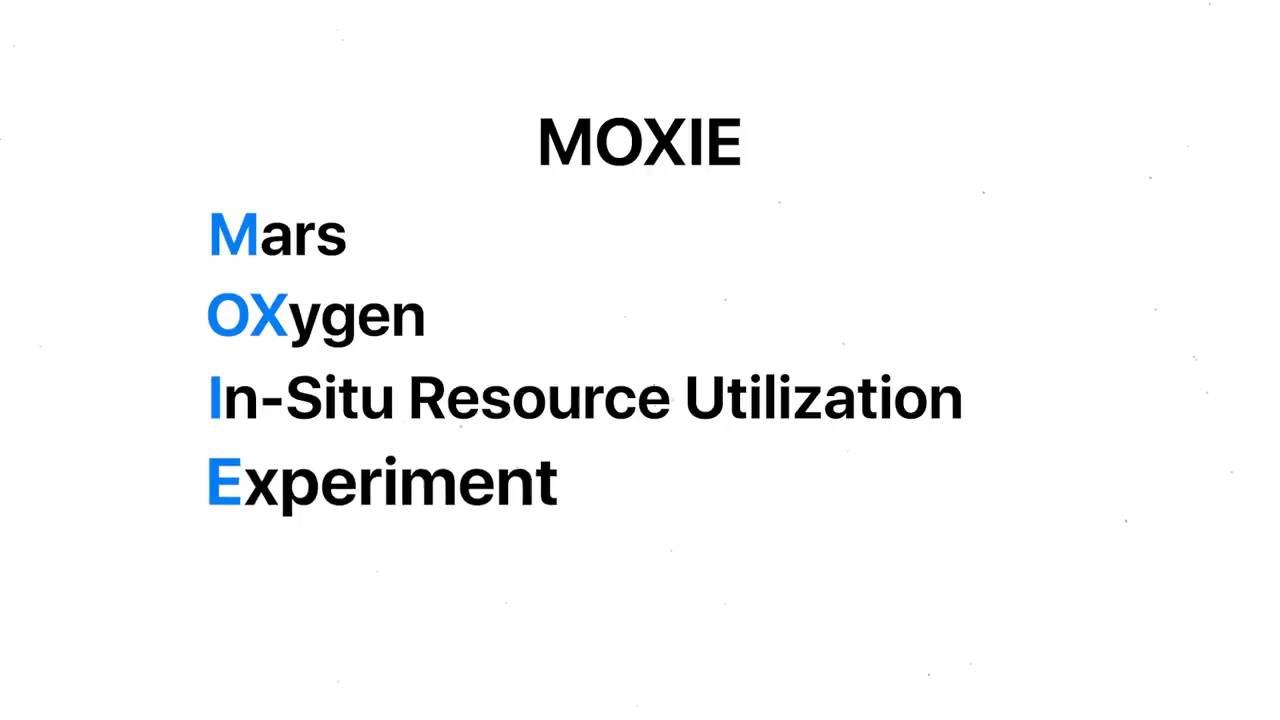 MOXIE
Mars
OXygen
In-Situ Resource Utilization
Experiment